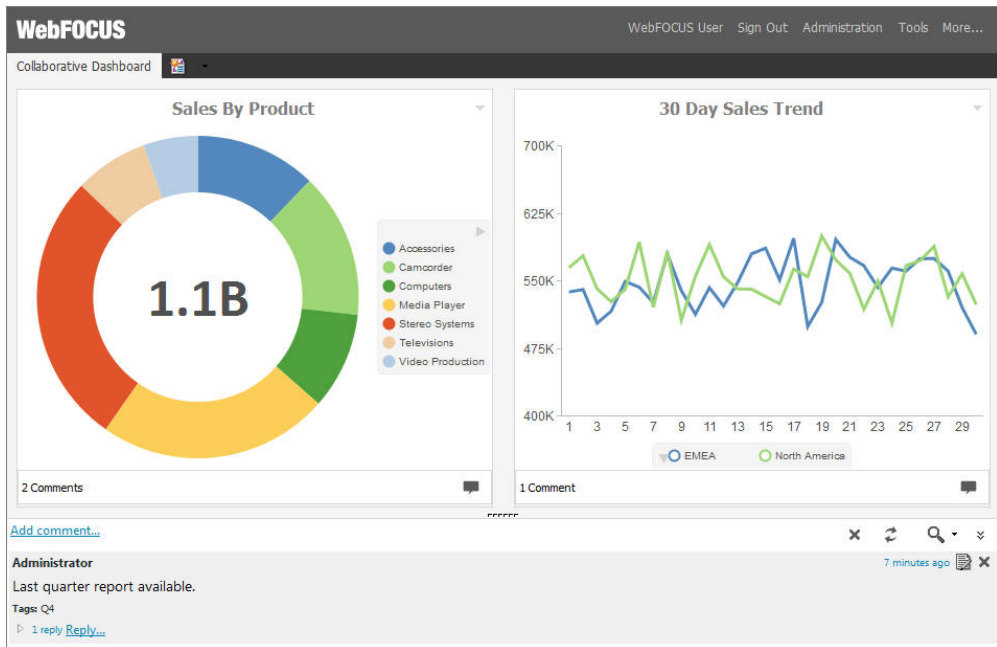 WebFOCUS
WebFOCUS User Sign Out Administration Tools More...
Collaborative Dashboard
Sales By Product
1.1B
Accessories
Camcorder
Computers
Media Player
Stereo Systems
Televisions
Video Production
2 Comments
30 Day Sales Trend
700K
625K
550K
475K
400K
1 3 5 7 9 11 13 15 17 19 21 23 25 27 29
EMEA North America
1 Comment
Add comment...
Administrator
7 minutes ago
Last quarter report available.
Tags: Q4
1 reply Reply...